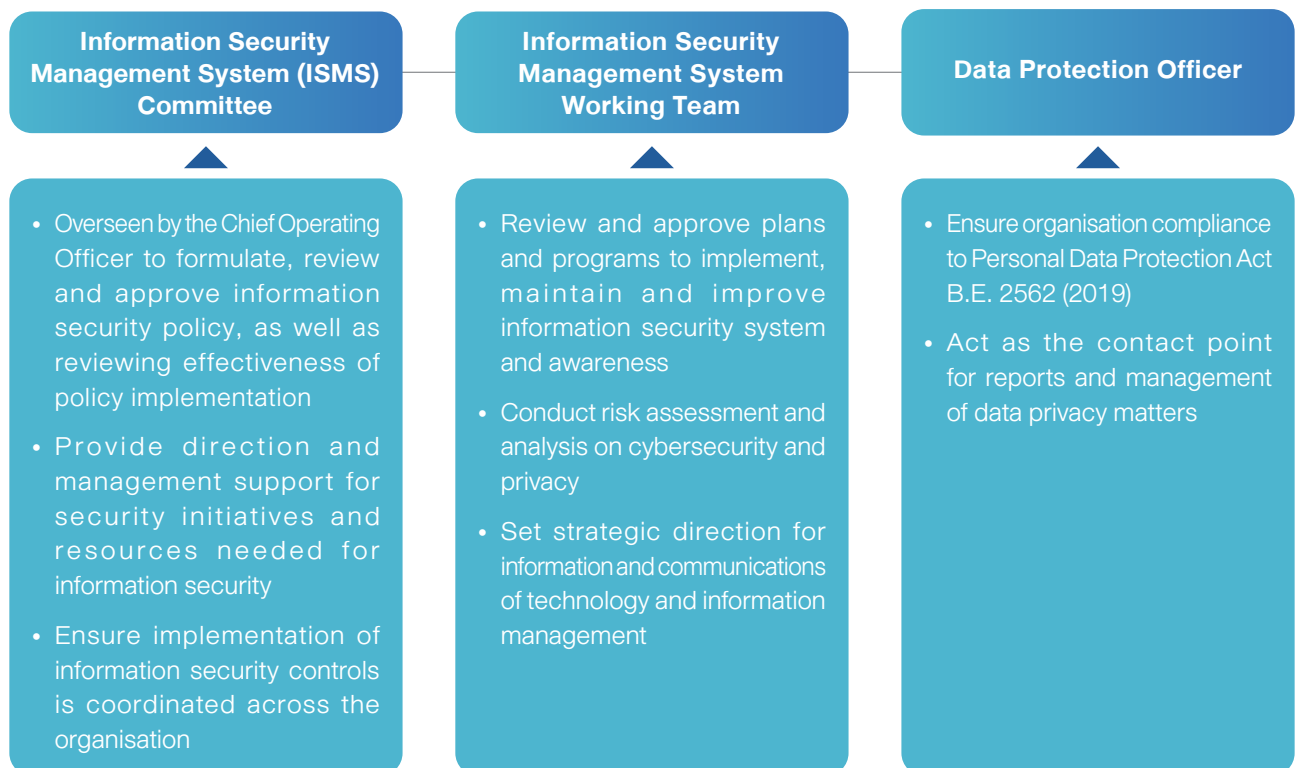 Information Security
Management System (ISMS)
Committee
• Overseen by the Chief Operating
Officer to formulate, review
and approve information
security policy, as well as
reviewing effectiveness of
policy implementation
• Provide direction and
management support for
security initiatives and
resources needed for
information security
• Ensure implementation of
information security controls
is coordinated across the
organisation
Information Security
Management System
Working Team
• Review and approve plans
and programs to implement,
maintain and improve
information security system
and awareness
• Conduct risk assessment and
analysis on cybersecurity and
privacy
• Set strategic direction for
information and communications
of technology and information
management
Data Protection Officer
• Ensure organisation compliance
to Personal Data Protection Act
B.E. 2562 (2019)
• Act as the contact point
for reports and management
of data privacy matters